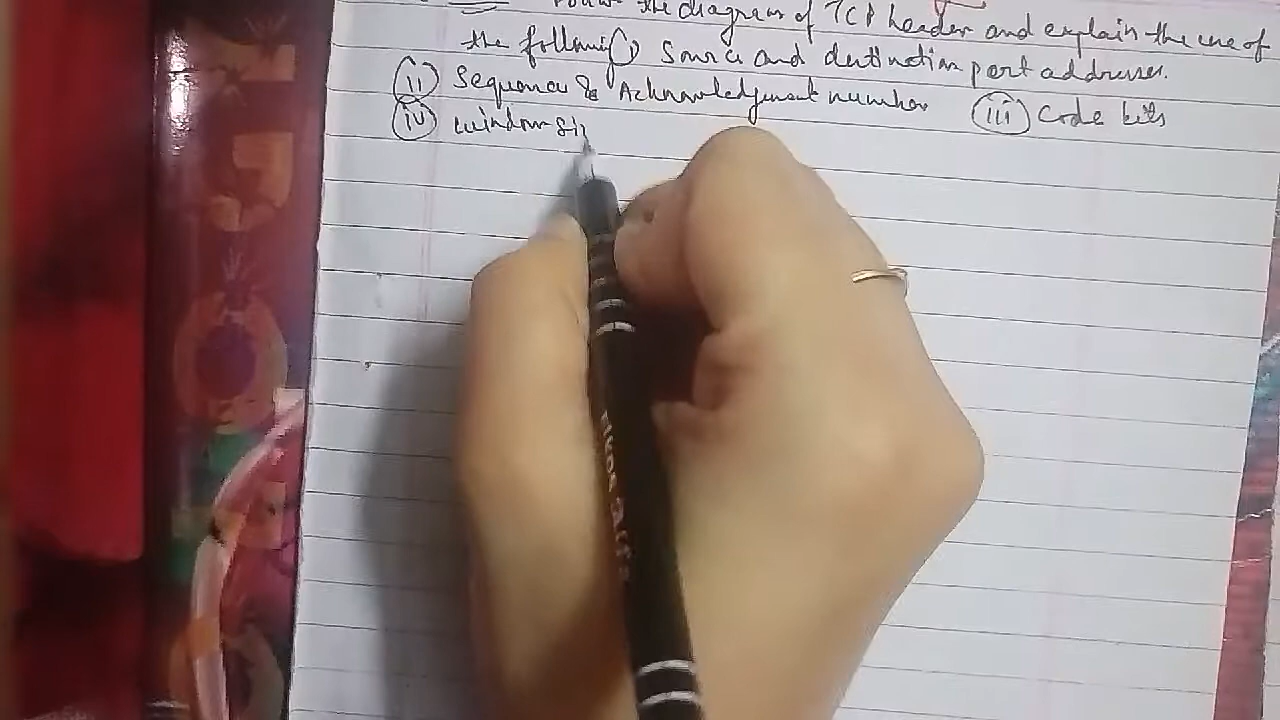 the diagram of TCP header and explain the use of
the following) Source and destination port addresses.
(ii) Sequence & Acknowledgement number (iii) Code bits
(iv) window si